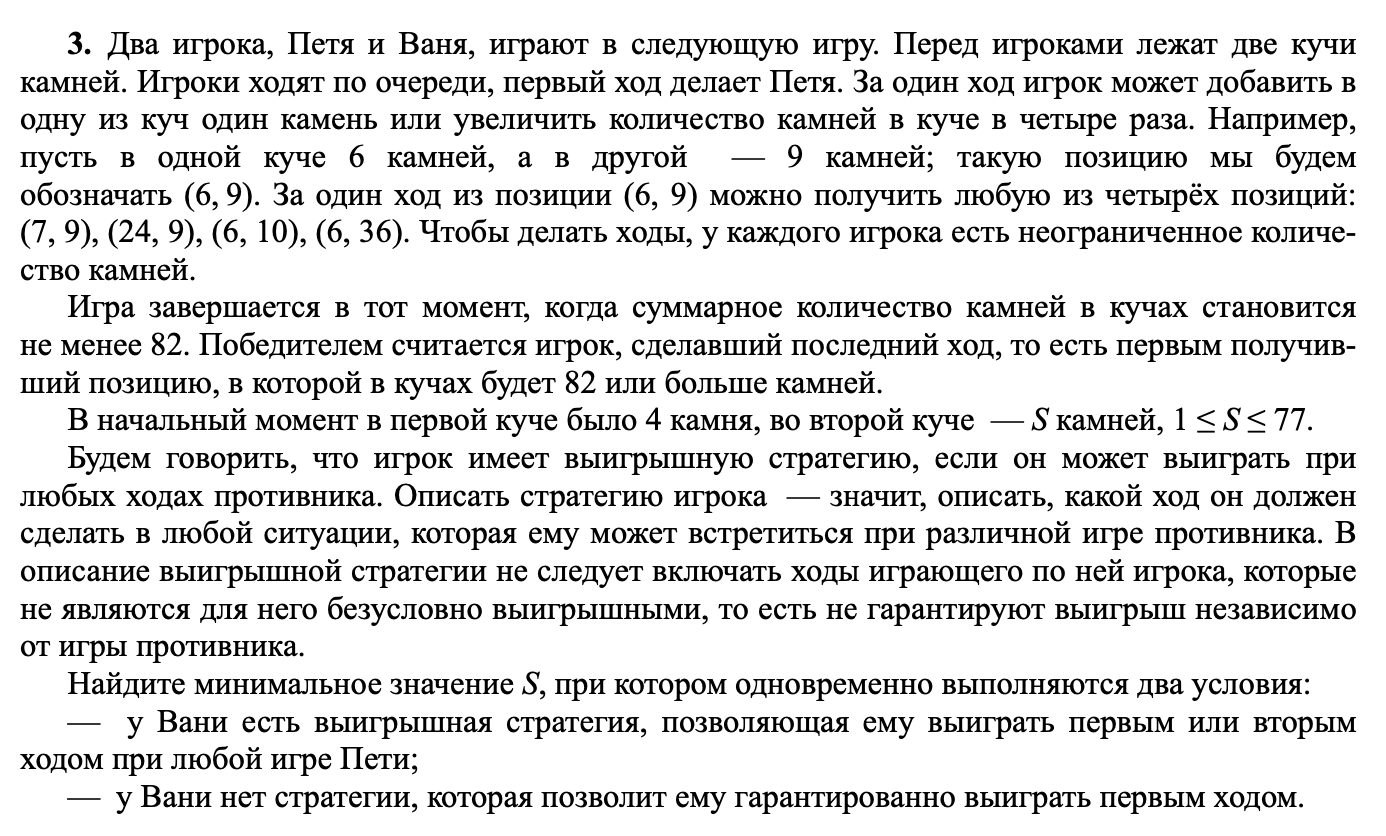 3. Два игрока, Петя и Ваня, играют в следующую игру. Перед игроками лежат две кучи
камней. Игроки ходят по очереди, первый ход делает Петя. За один ход игрок может добавить в
одну из куч один камень или увеличить количество камней в куче в четыре раза. Например,
пусть в одной куче 6 камней, а в другой — 9 камней; такую позицию мы будем
обозначать (6, 9). За один ход из позиции (6, 9) можно получить любую из четырёх позиций:
(7, 9), (24, 9), (6, 10), (6, 36). Чтобы делать ходы, у каждого игрока есть неограниченное количе-
ство камней.
Игра завершается в тот момент, когда суммарное количество камней в кучах становится
не менее 82. Победителем считается игрок, сделавший последний ход, то есть первым получив-
ший позицию, в которой в кучах будет 82 или больше камней.
В начальный момент в первой куче было 4 камня, во второй куче — S камней, 1 ≤ S ≤ 77.
Будем говорить, что игрок имеет выигрышную стратегию, если он может выиграть при
любых ходах противника. Описать стратегию игрока — значит, описать, какой ход он должен
сделать в любой ситуации, которая ему может встретиться при различной игре противника. В
описание выигрышной стратегии не следует включать ходы играющего по ней игрока, которые
не являются для него безусловно выигрышными, то есть не гарантируют выигрыш независимо
от игры противника.
Найдите минимальное значение S, при котором одновременно выполняются два условия:
— у Вани есть выигрышная стратегия, позволяющая ему выиграть первым или вторым
ходом при любой игре Пети;
— у Вани нет стратегии, которая позволит ему гарантированно выиграть первым ходом.